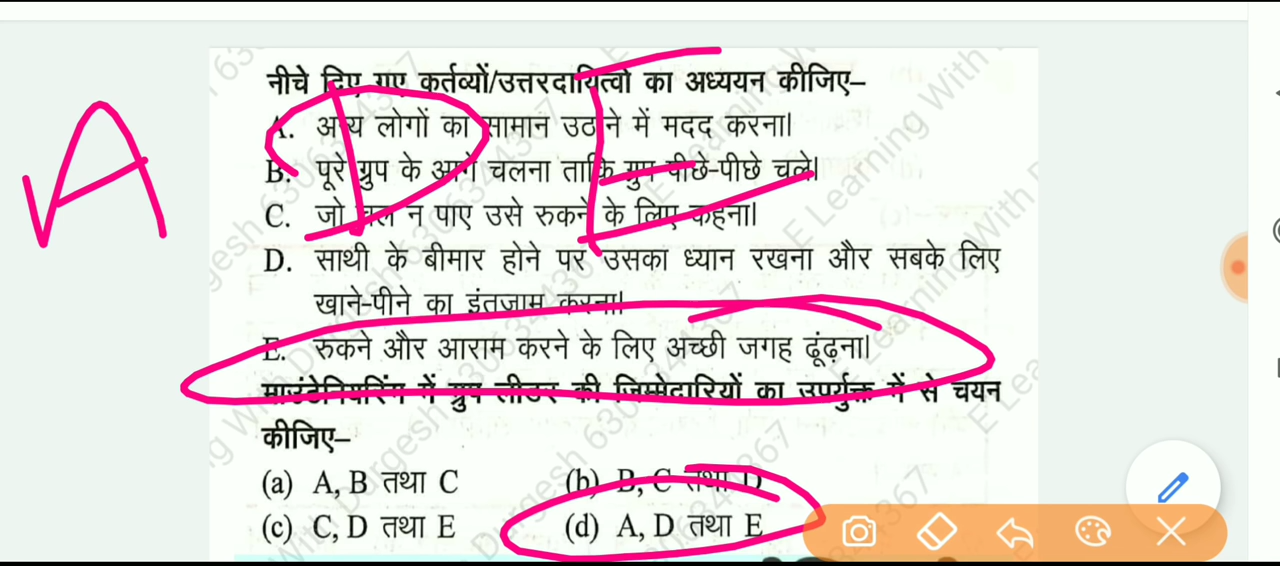 नीचे दिए गए कर्तव्यों/उत्तरदायित्वों का अध्ययन कीजिए–
A. अन्य लोगों का सामान उठाने में मदद करना।
B. पूरे ग्रुप के आगे चलना ताकि ग्रुप पीछे-पीछे चले।
C. जो चल न पाए उसे रुकने के लिए कहना।
D. साथी के बीमार होने पर उसका ध्यान रखना और सबके लिए
खाने-पीने का इंतजाम करना।
E. रुकने और आराम करने के लिए अच्छी जगह ढूंढ़ना।
माउंटेनियरिंग में ग्रुप लीडर की जिम्मेदारियों का उपर्युक्त में से चयन
कीजिए–
(a) A, B तथा C (b) B, C तथा D
(c) C, D तथा E (d) A, D तथा E
A D E